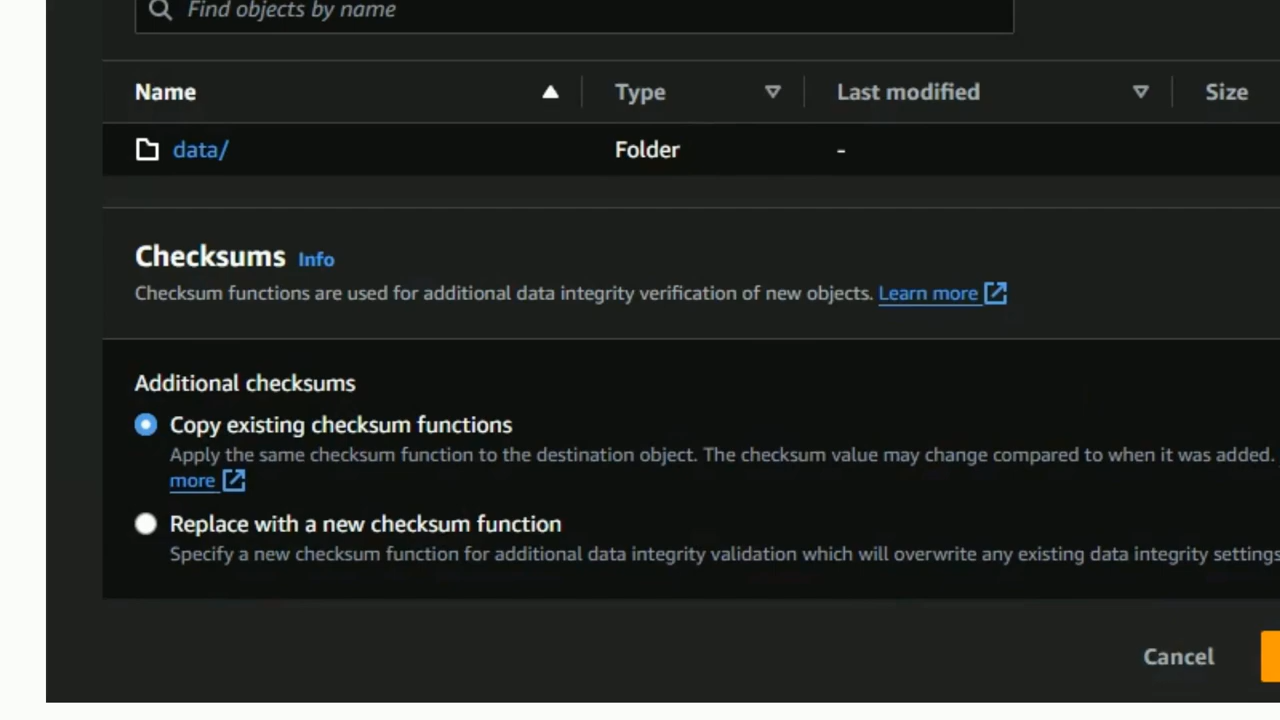 Find objects by name
Name Type Last modified Size
data/ Folder -
Checksums Info
Checksum functions are used for additional data integrity verification of new objects. Learn more
Additional checksums
Copy existing checksum functions
Apply the same checksum function to the destination object. The checksum value may change compared to when it was added.
more
Replace with a new checksum function
Specify a new checksum function for additional data integrity validation which will overwrite any existing data integrity settings
Cancel